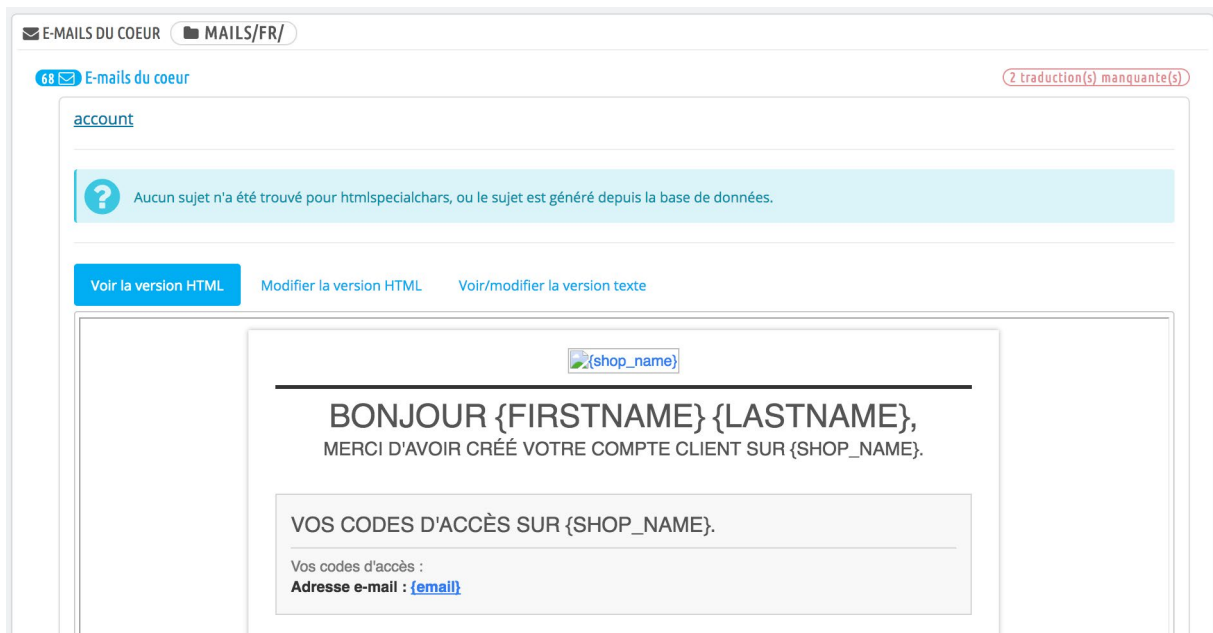 E-MAILS DU COEUR MAILS/FR/
68 E-mails du coeur 2 traduction(s) manquante(s)
account
Aucun sujet n'a été trouvé pour htmlspecialchars, ou le sujet est généré depuis la base de données.
Voir la version HTML Modifier la version HTML Voir/modifier la version texte
{shop_name}
BONJOUR {FIRSTNAME} {LASTNAME},
MERCI D'AVOIR CRÉÉ VOTRE COMPTE CLIENT SUR {SHOP_NAME}.
VOS CODES D'ACCÈS SUR {SHOP_NAME}.
Vos codes d'accès :
Adresse e-mail : {email}